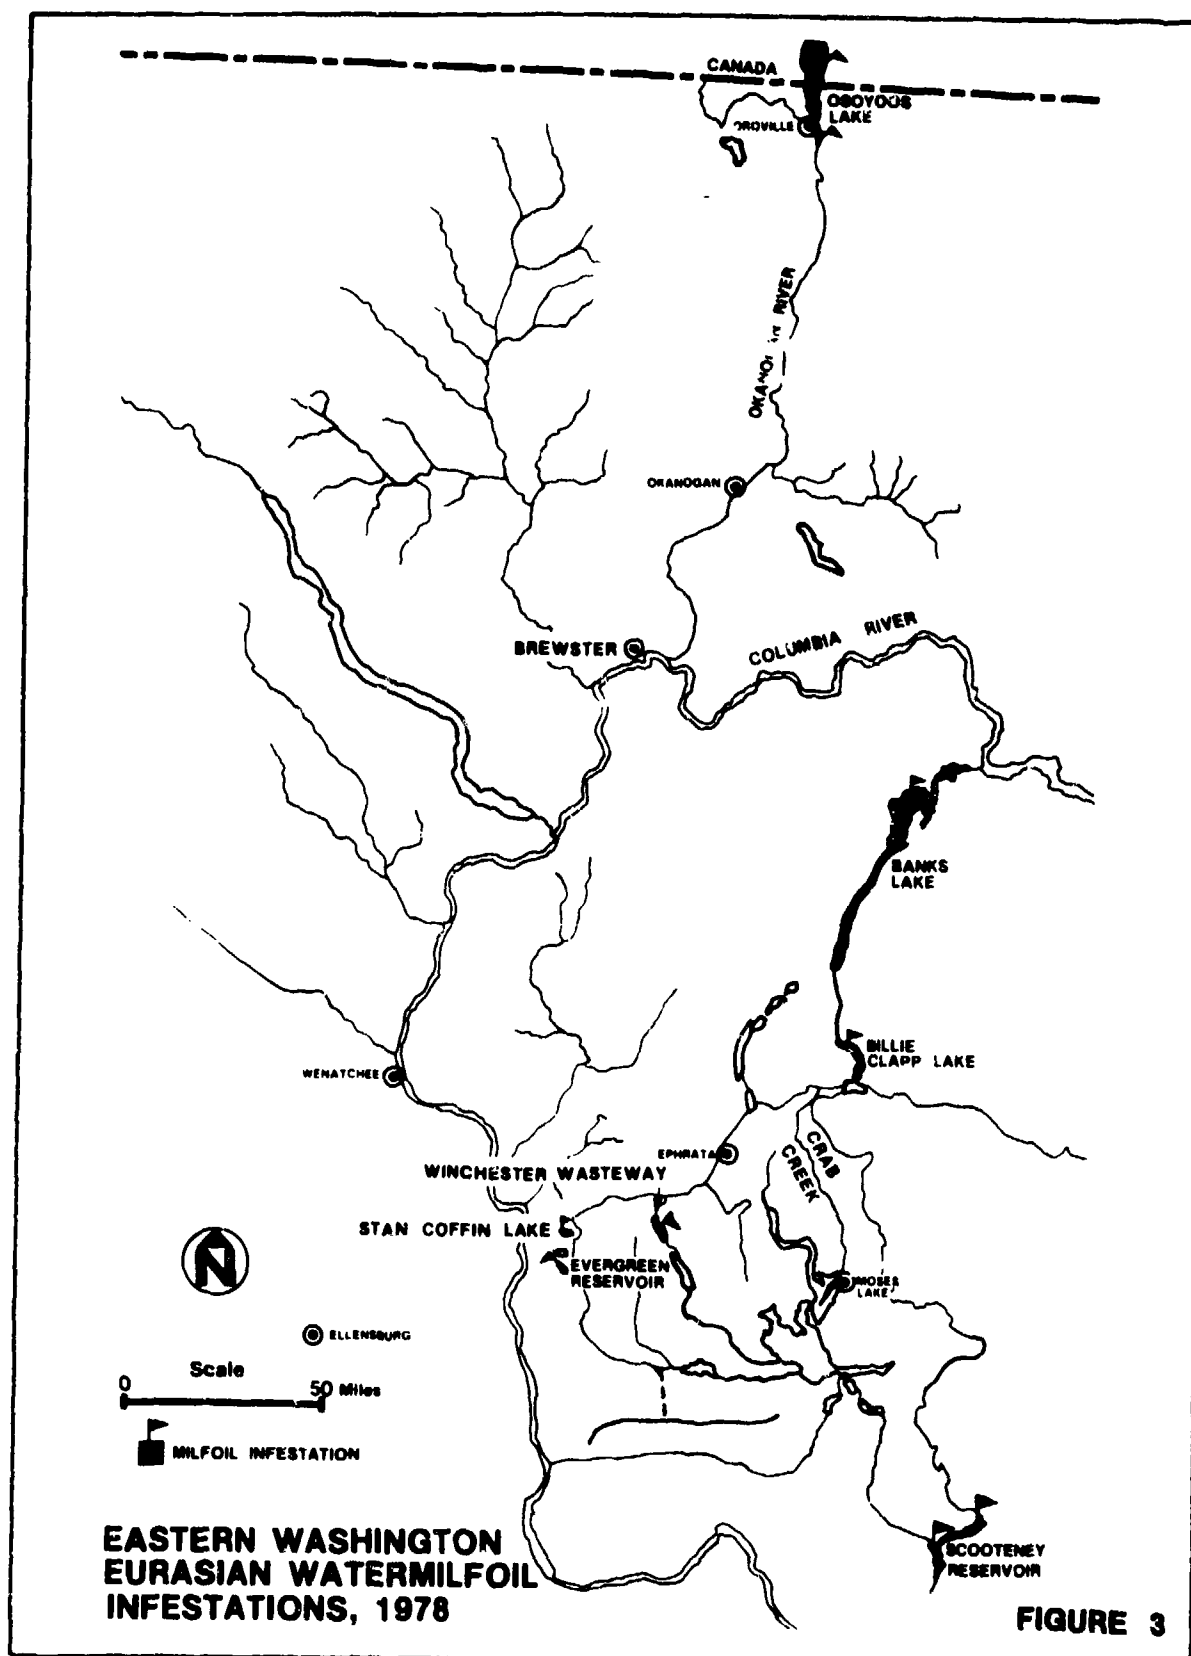 CANADA
OSOYOOS
LAKE
OROVILLE
RIVER
OKANOGAN
BREWSTER
COLUMBIA RIVER
BANKS
LAKE
BILLIE
CLAPP LAKE
WENATCHEE
EPHRATA
CRAB
CREEK
WINCHESTER WASTEWAY
STAN COFFIN LAKE
EVERGREEN
RESERVOIR
MOSES
LAKE
N
ELLENSBURG
Scale
0 50 Miles
MILFOIL INFESTATION
SCOOTENEY
RESERVOIR
EASTERN WASHINGTON
EURASIAN WATERMILFOIL
INFESTATIONS, 1978
FIGURE 3